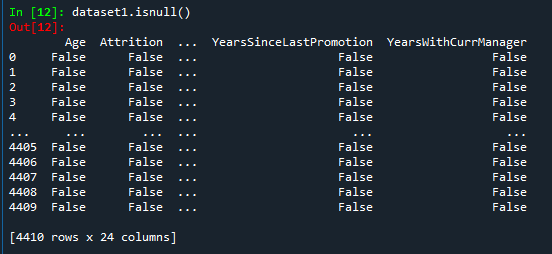 In [12]: dataset1.isnull()
Out[12]:
Age Attrition ... YearsSinceLastPromotion YearsWithCurrManager
0 False False ... False False
1 False False ... False False
2 False False ... False False
3 False False ... False False
4 False False ... False False
... ... ... ... ... ...
4405 False False ... False False
4406 False False ... False False
4407 False False ... False False
4408 False False ... False False
4409 False False ... False False
[4410 rows x 24 columns]